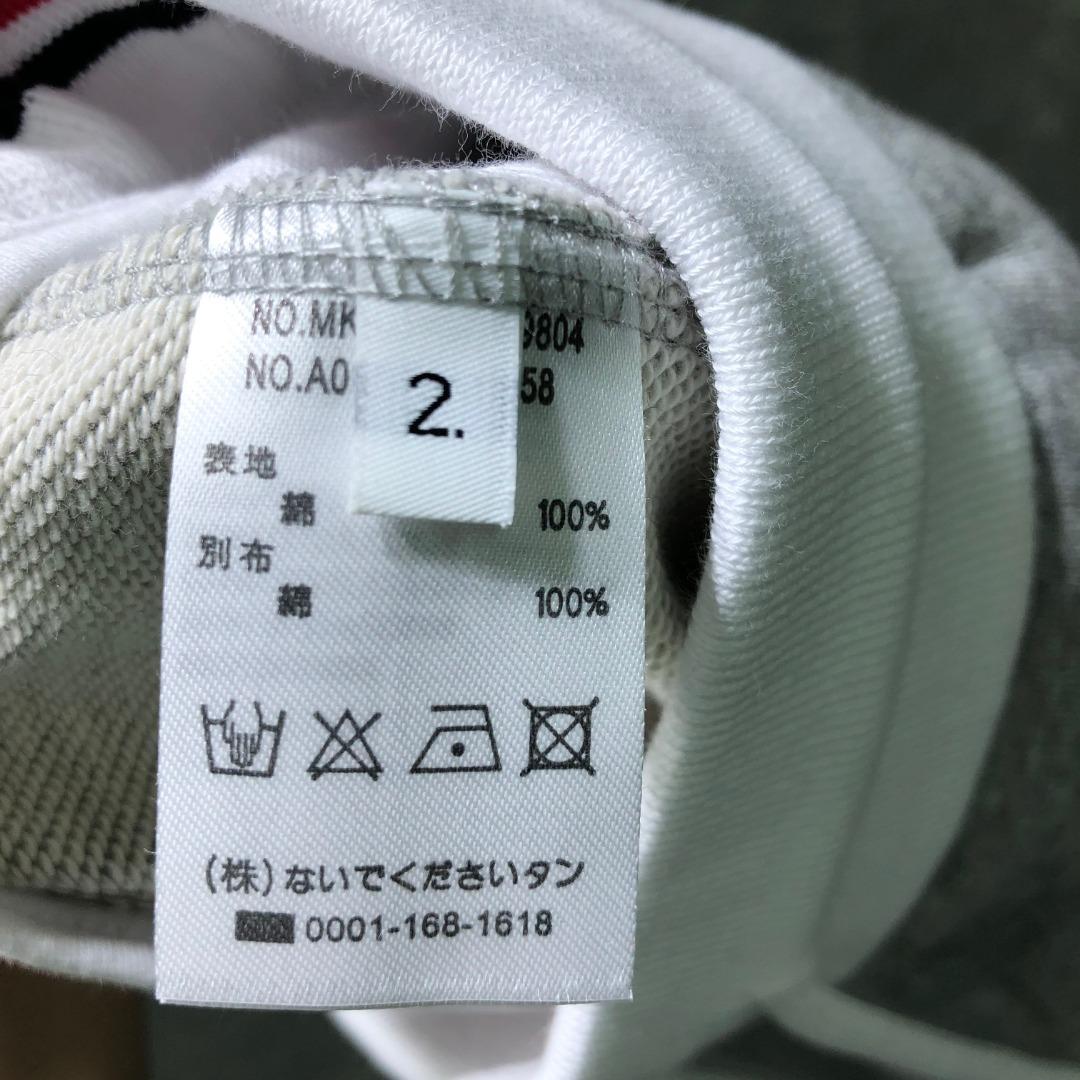 NO.MK 9804
NO.A0 58
2.
表地
綿 100%
別布
綿 100%
(株)ないでくださいタン
0001-168-1618